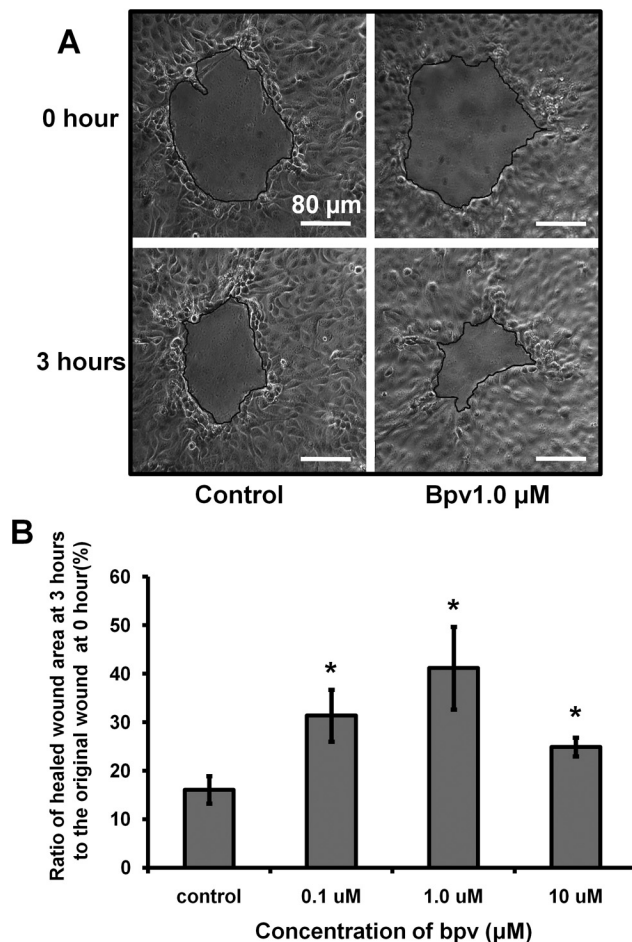 A
0 hour
80 µm
3 hours
Control
Bpv1.0 µM
B
Ratio of healed wound area at 3 hours
to the original wound at 0 hour(%)
60
50
40
30
20
10
0
*
*
*
control
0.1 uM
1.0 uM
10 uM
Concentration of bpv (µM)